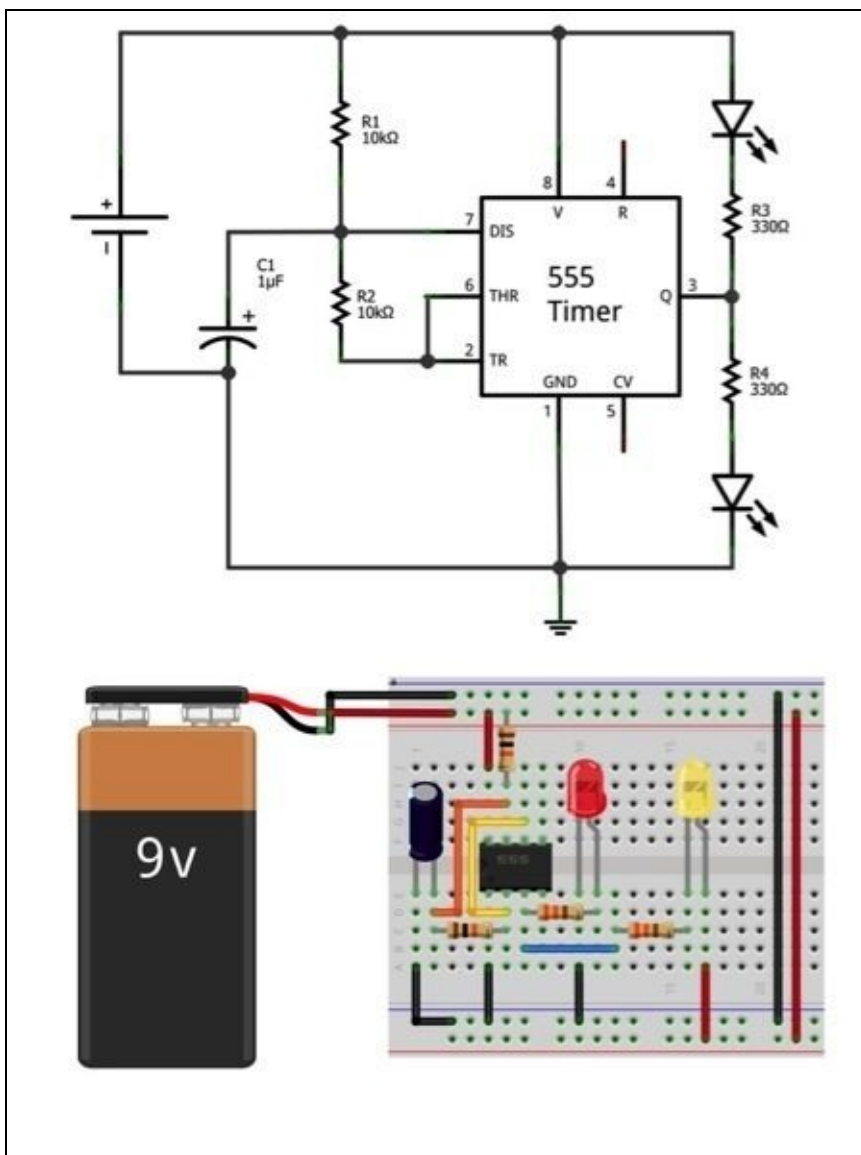 R1
10kΩ
8
4
V
R
R3
330Ω
+
7
DIS
C1
1µF
+
R2
10kΩ
6
THR
555
Timer
Q
3
2
TR
R4
330Ω
GND
CV
1
5
9v
555